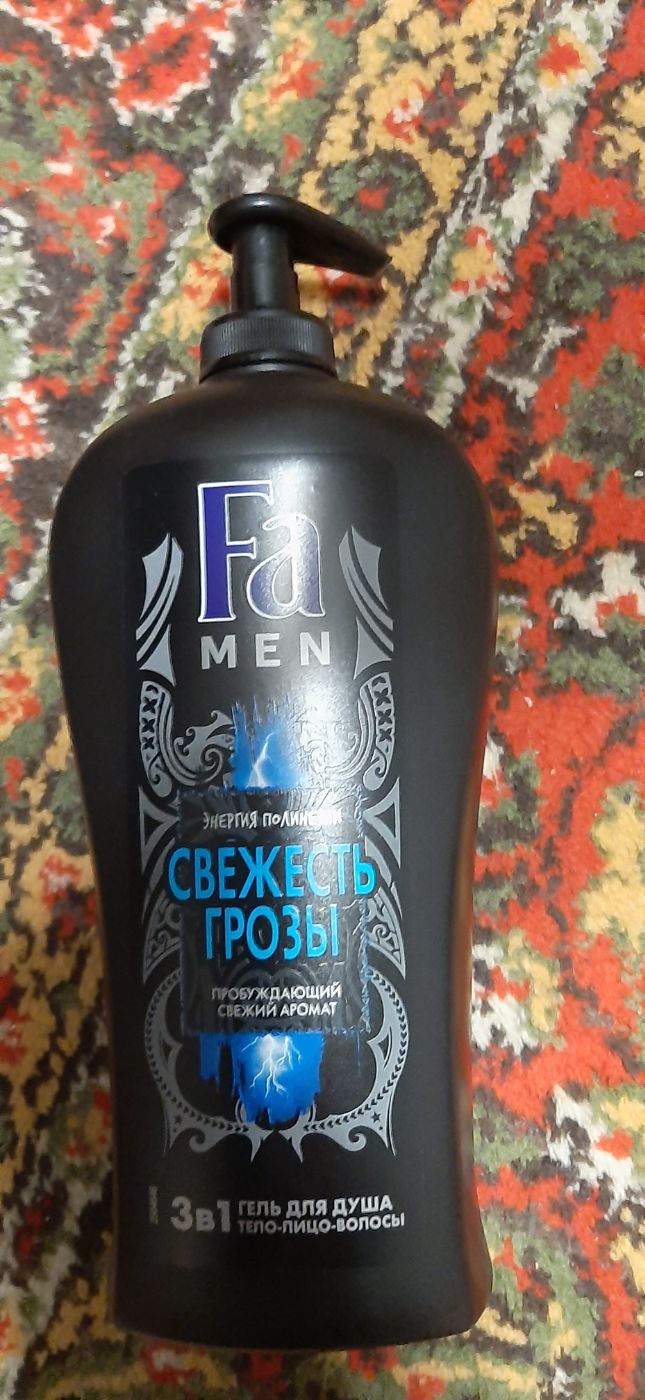 Fa
MEN
ЭНЕРГИЯ ПОЛИНЕЗИИ
СВЕЖЕСТЬ
ГРОЗЫ
ПРОБУЖДАЮЩИЙ
СВЕЖИЙ АРОМАТ
3в1 ГЕЛЬ ДЛЯ ДУША
ТЕЛО-ЛИЦО-ВОЛОСЫ